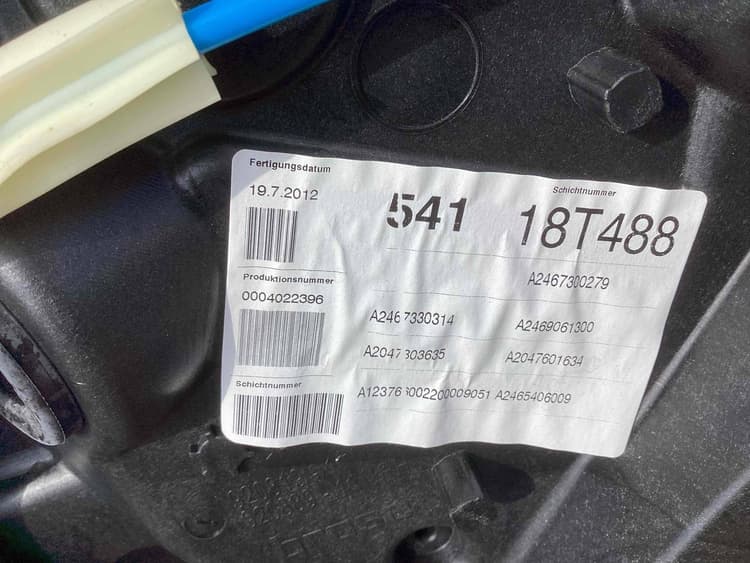 Fertigungsdatum
19.7.2012
541
Schichtnummer
18T488
Produktionsnummer
0004022396
A2467300279
A2467330314 A2469061300
A2047303635 A2047601634
Schichtnummer
A2465406009